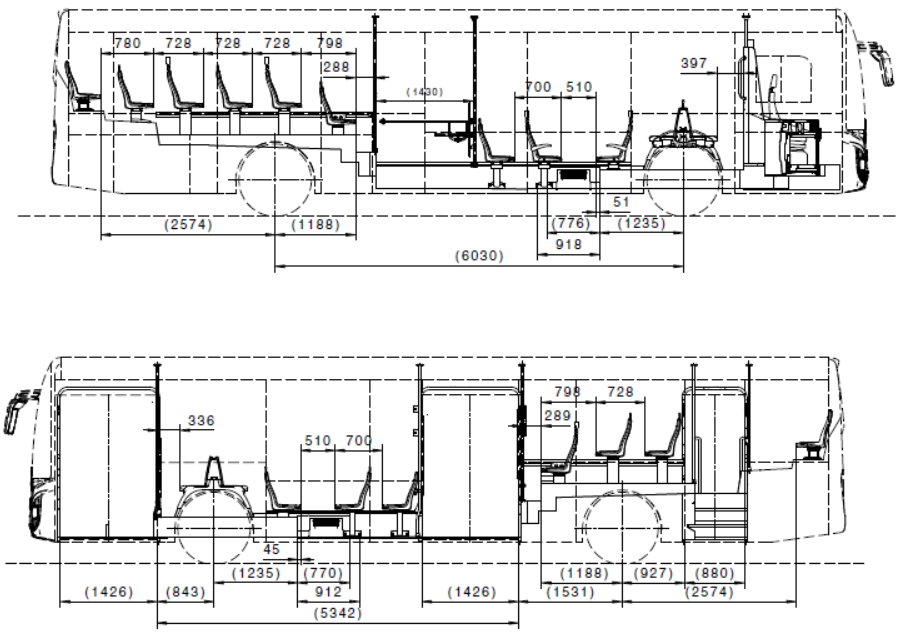 780 728 728 728 798
288 397
(1430) 700 510
51
(2574) (1188) (776) (1235)
918
(6030)
798 728
336 289
510 700
45
(1235) (770) (1188) (927) (880)
(1426) (843) 912 (1426) (1531) (2574)
(5342)